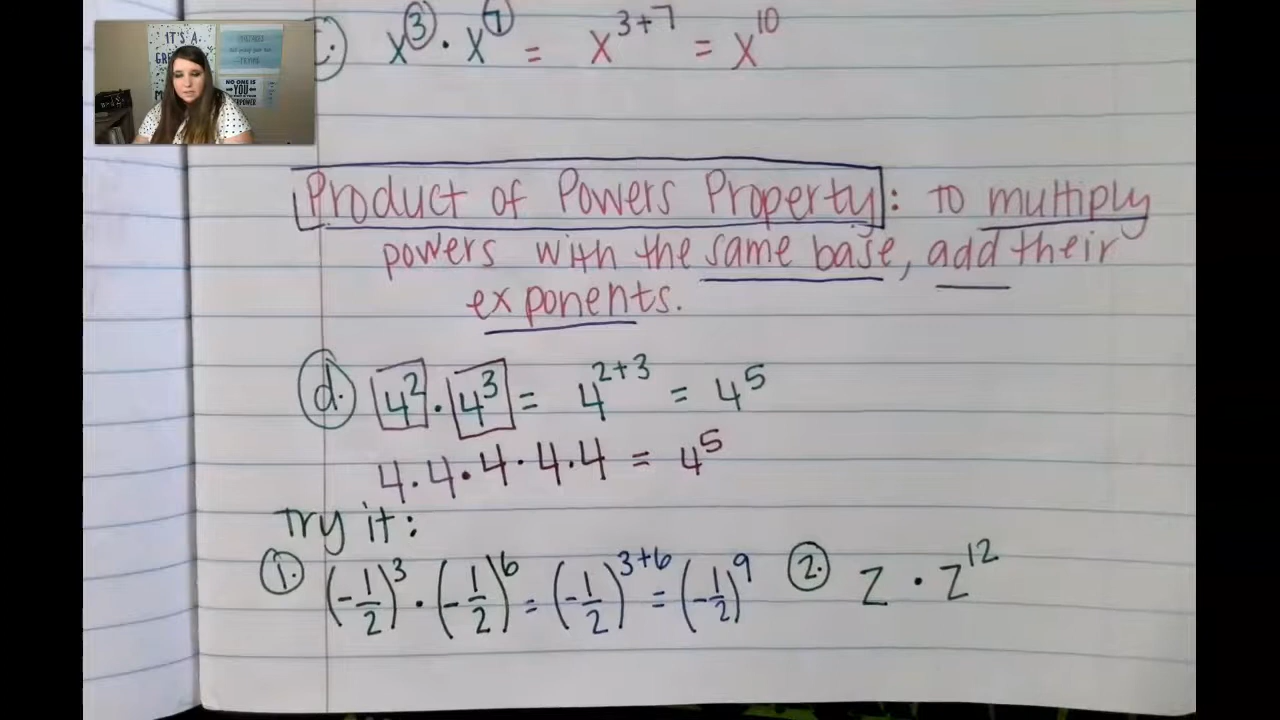 IT'S A
NO ONE IS
YOU
c. x³ · x⁷ = x³⁺⁷ = x¹⁰
Product of Powers Property: to multiply
powers with the same base, add their
exponents.
d. 4² · 4³ = 4²⁺³ = 4⁵
4·4·4·4·4 = 4⁵
Try it:
1. (-1/2)³ · (-1/2)⁶ = (-1/2)³⁺⁶ = (-1/2)⁹ 2. z · z¹²